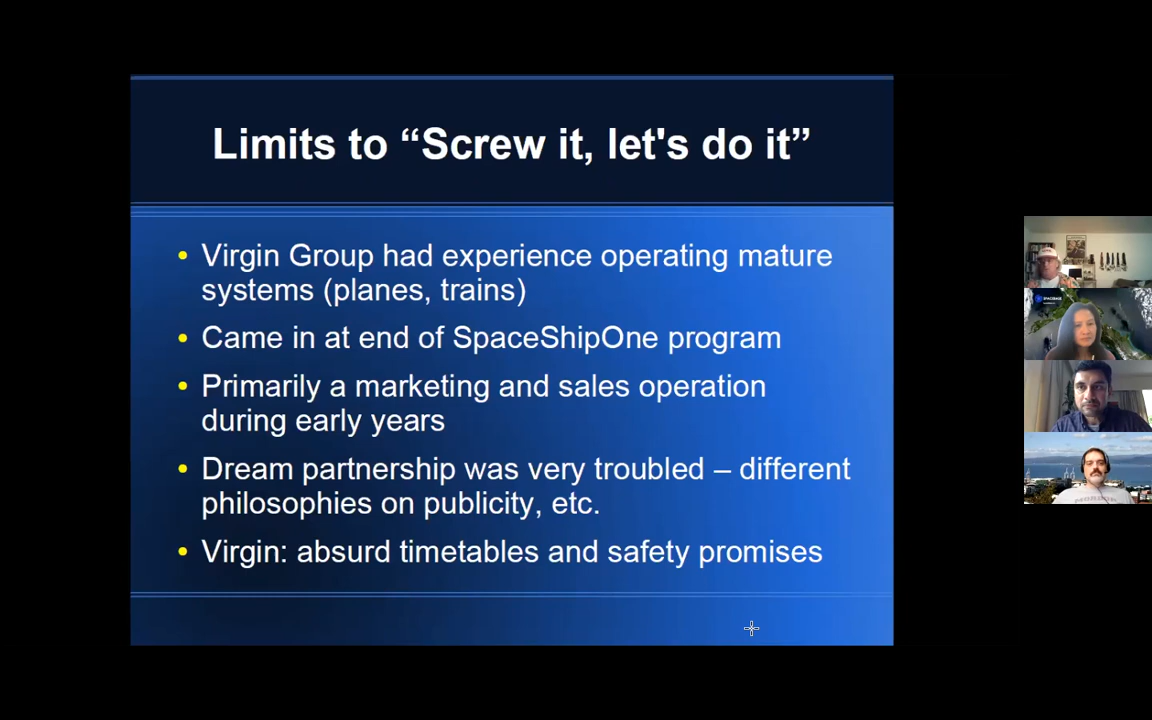 Limits to “Screw it, let's do it”
Virgin Group had experience operating mature
systems (planes, trains)
Came in at end of SpaceShipOne program
Primarily a marketing and sales operation
during early years
Dream partnership was very troubled – different
philosophies on publicity, etc.
Virgin: absurd timetables and safety promises
SPACEBASE